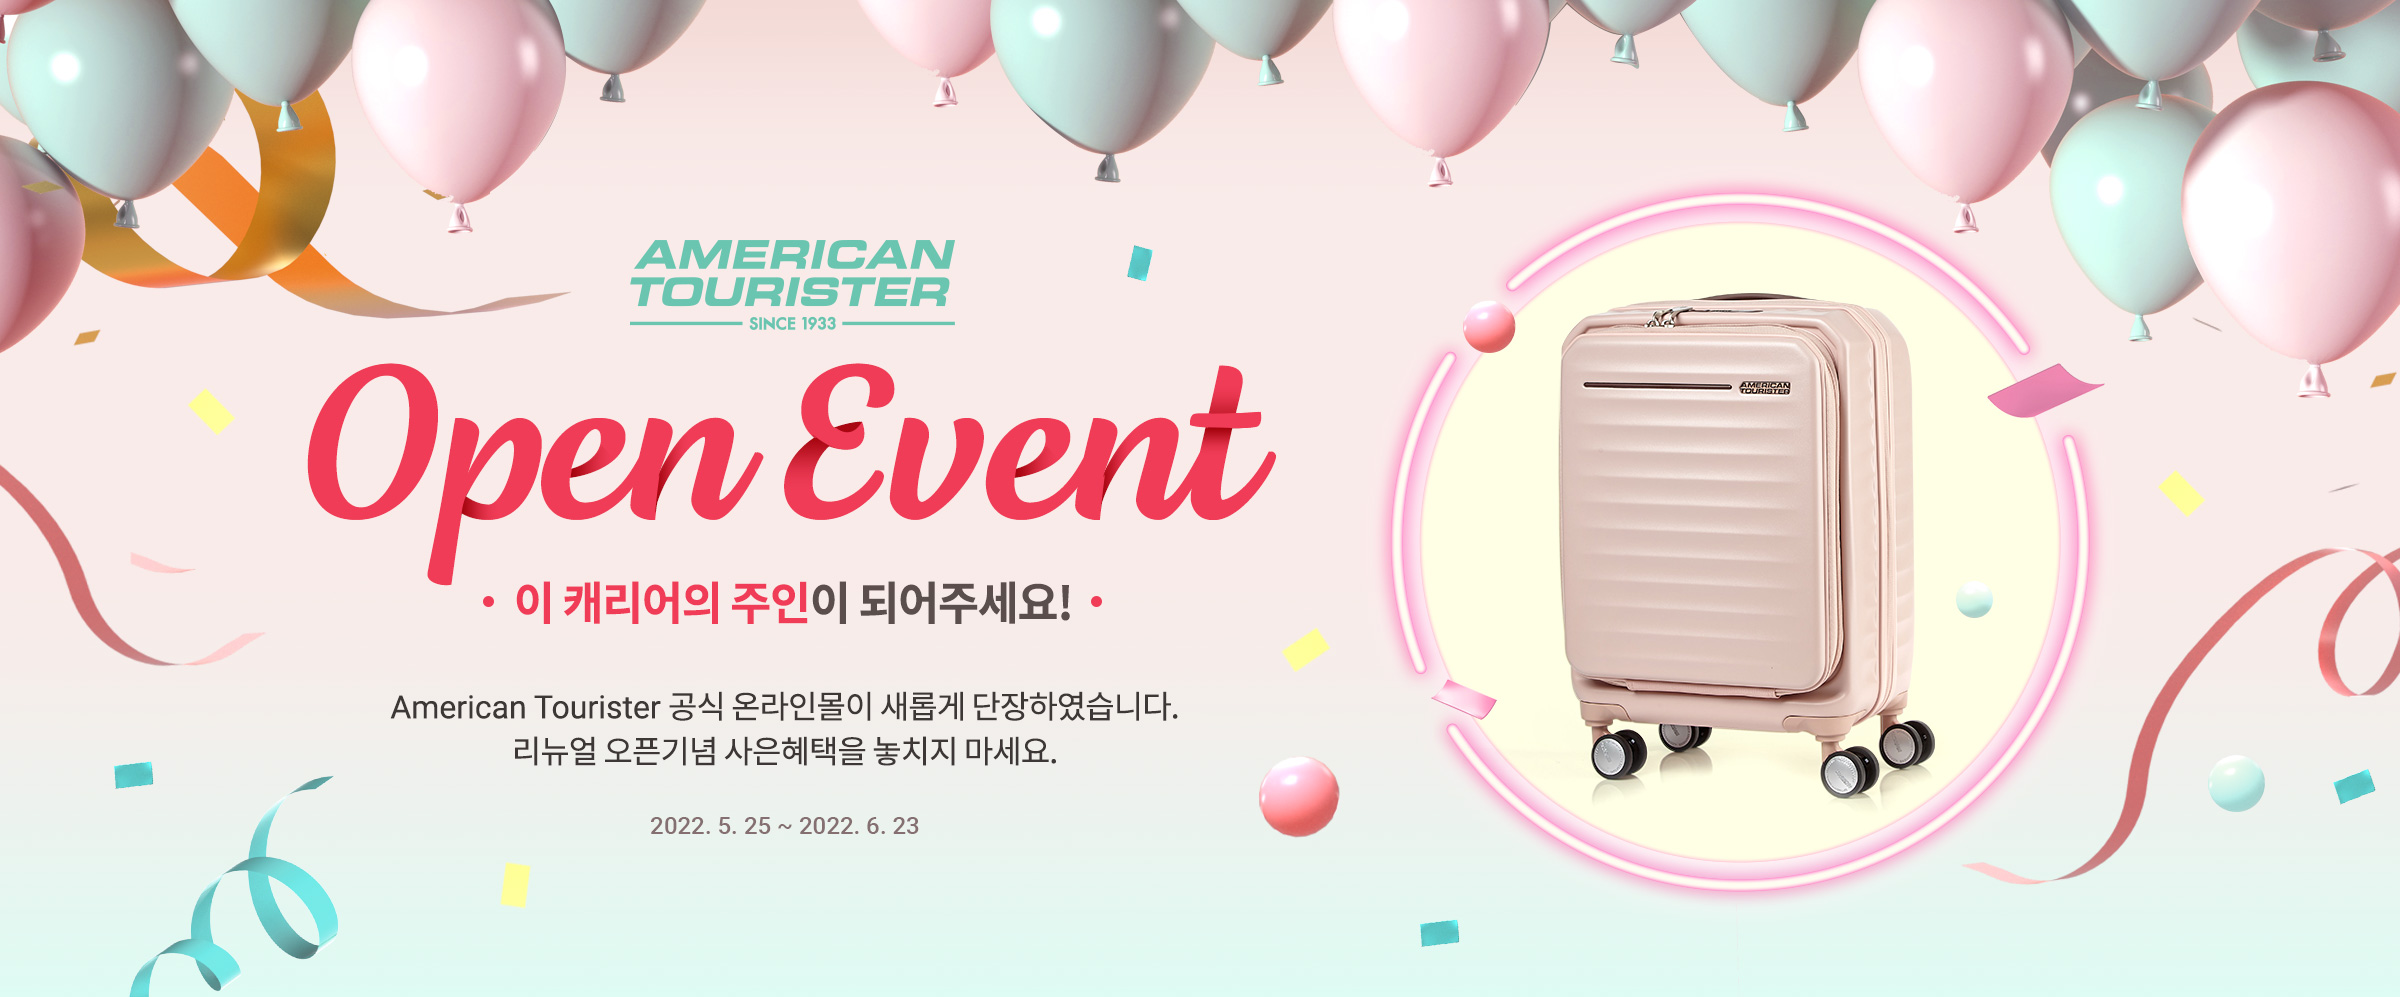 AMERICAN
TOURISTER
SINCE 1933
Open Event
• 이 캐리어의 주인이 되어주세요! •
American Tourister 공식 온라인몰이 새롭게 단장하였습니다.
리뉴얼 오픈기념 사은혜택을 놓치지 마세요.
2022. 5. 25 ~ 2022. 6. 23
AMERICAN
TOURISTER